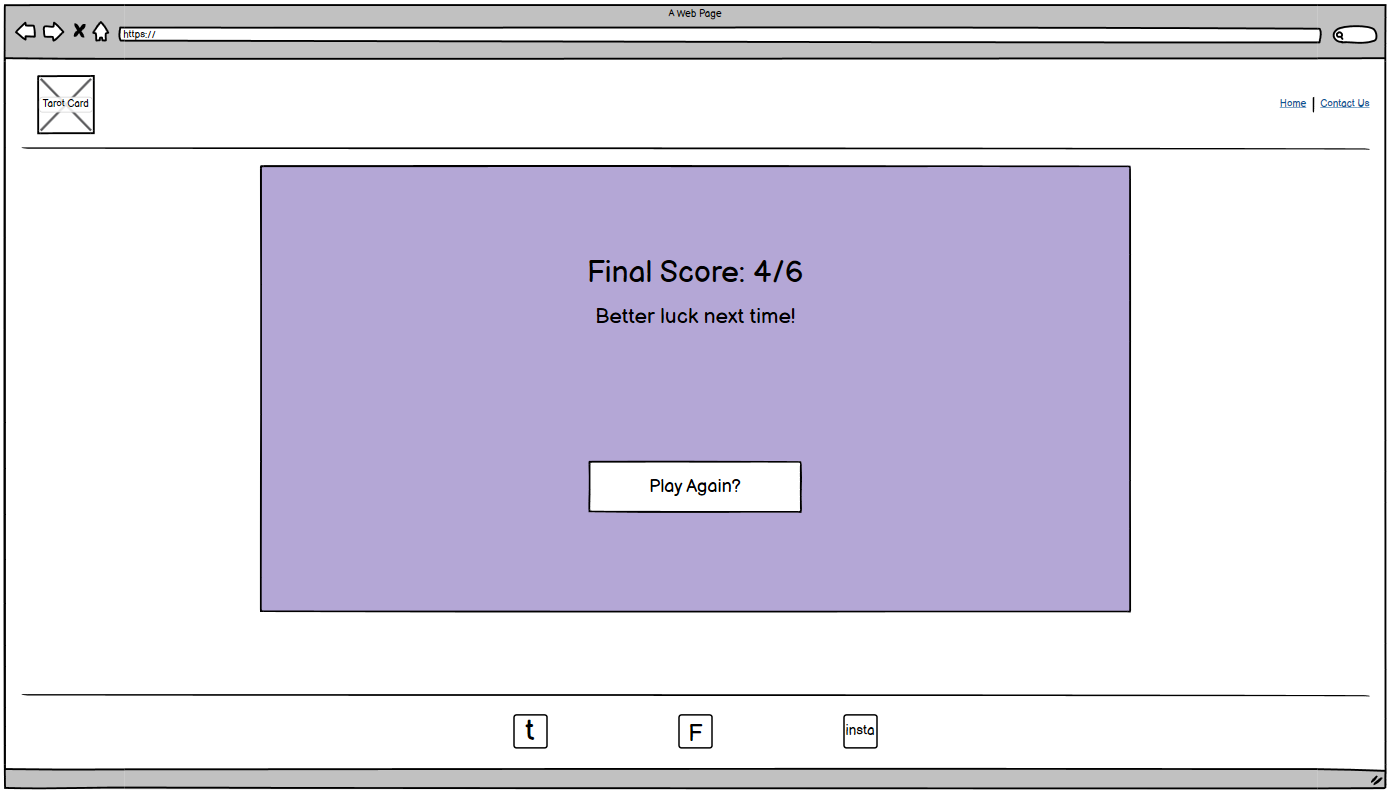 A Web Page
https://
Tarot Card
Home | Contact Us
Final Score: 4/6
Better luck next time!
Play Again?
t
F
insta